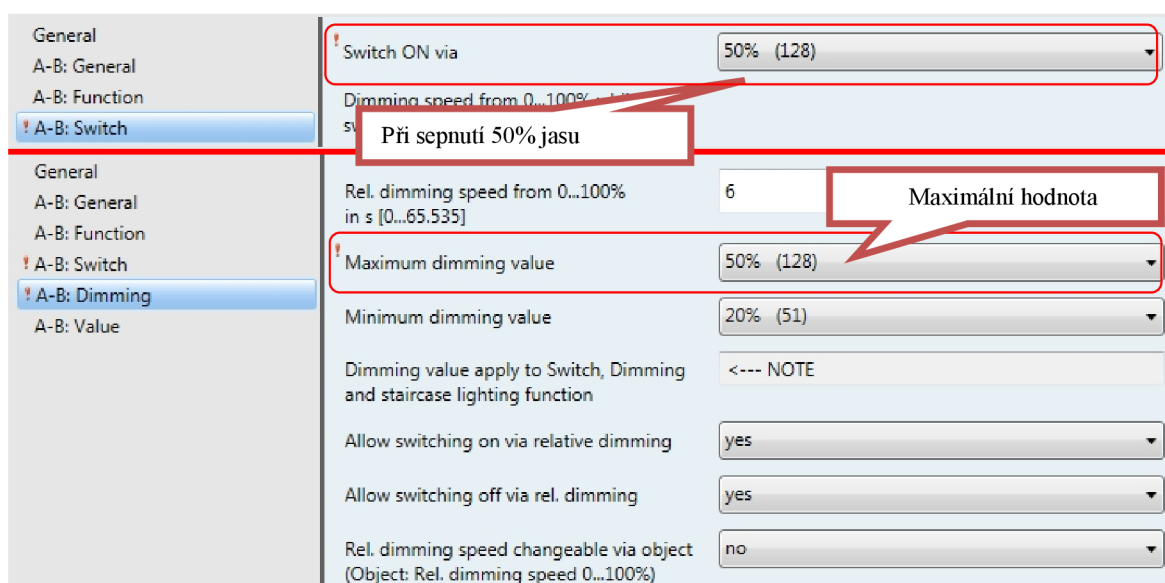 General
A-B: General
A-B: Function
! A-B: Switch
! Switch ON via
50% (128)
Dimming speed from 0...100%
Při sepnutí 50% jasu
General
A-B: General
A-B: Function
! A-B: Switch
! A-B: Dimming
A-B: Value
Rel. dimming speed from 0...100%
in s [0...65.535]
6
Maximální hodnota
! Maximum dimming value
50% (128)
Minimum dimming value
20% (51)
Dimming value apply to Switch, Dimming
and staircase lighting function
<--- NOTE
Allow switching on via relative dimming
yes
Allow switching off via rel. dimming
yes
Rel. dimming speed changeable via object
(Object: Rel. dimming speed 0...100%)
no